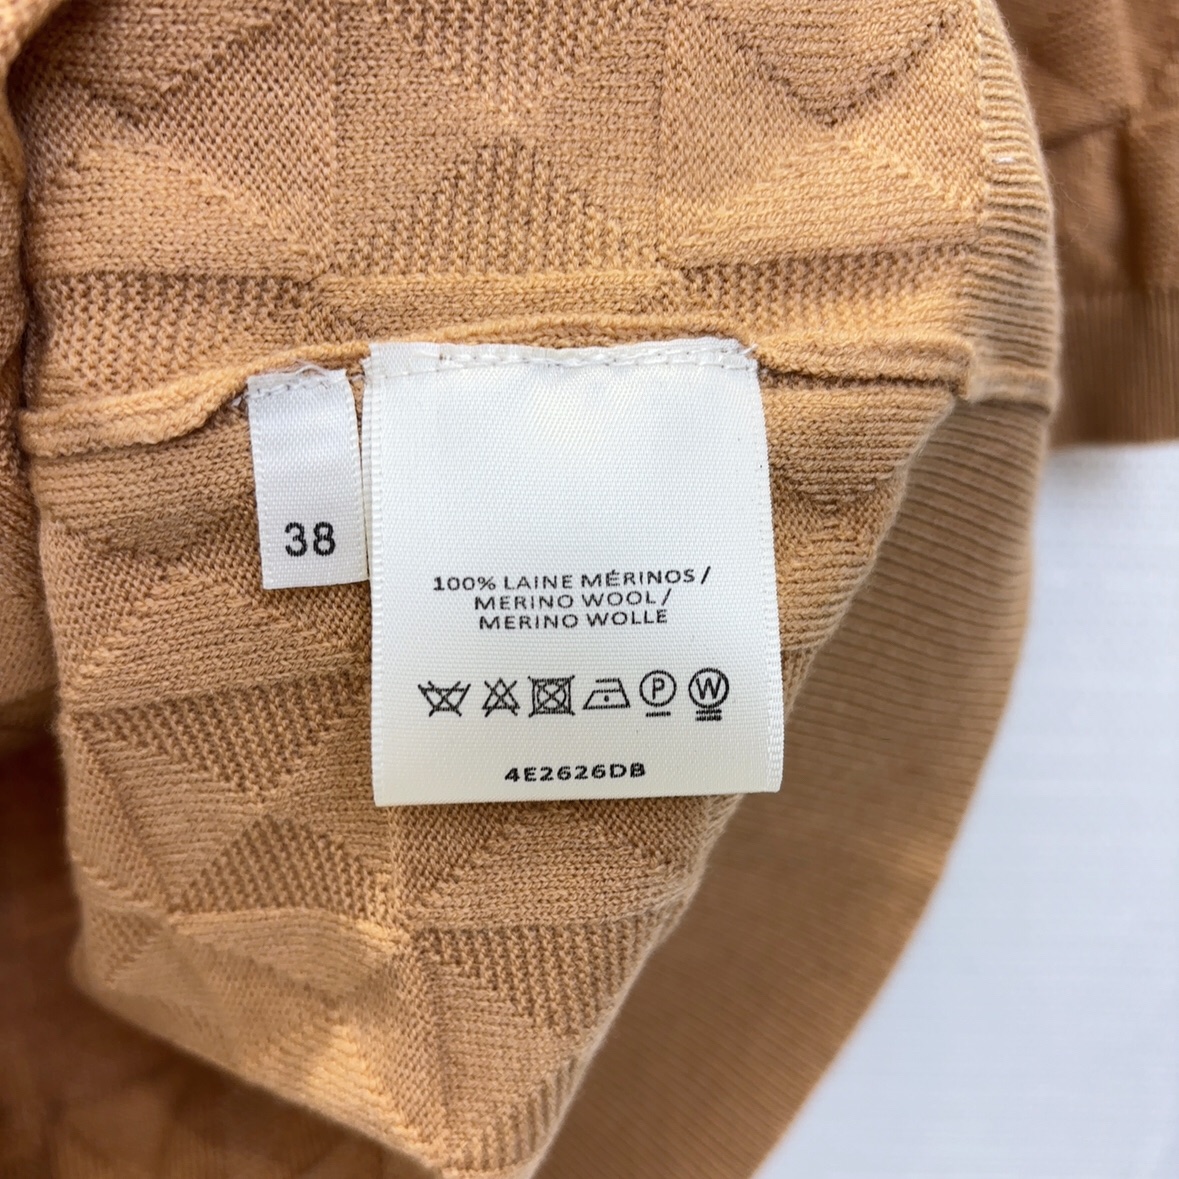 38
100% LAINE MÉRINOS /
MERINO WOOL /
MERINO WOLLE
P W
4E2626DB